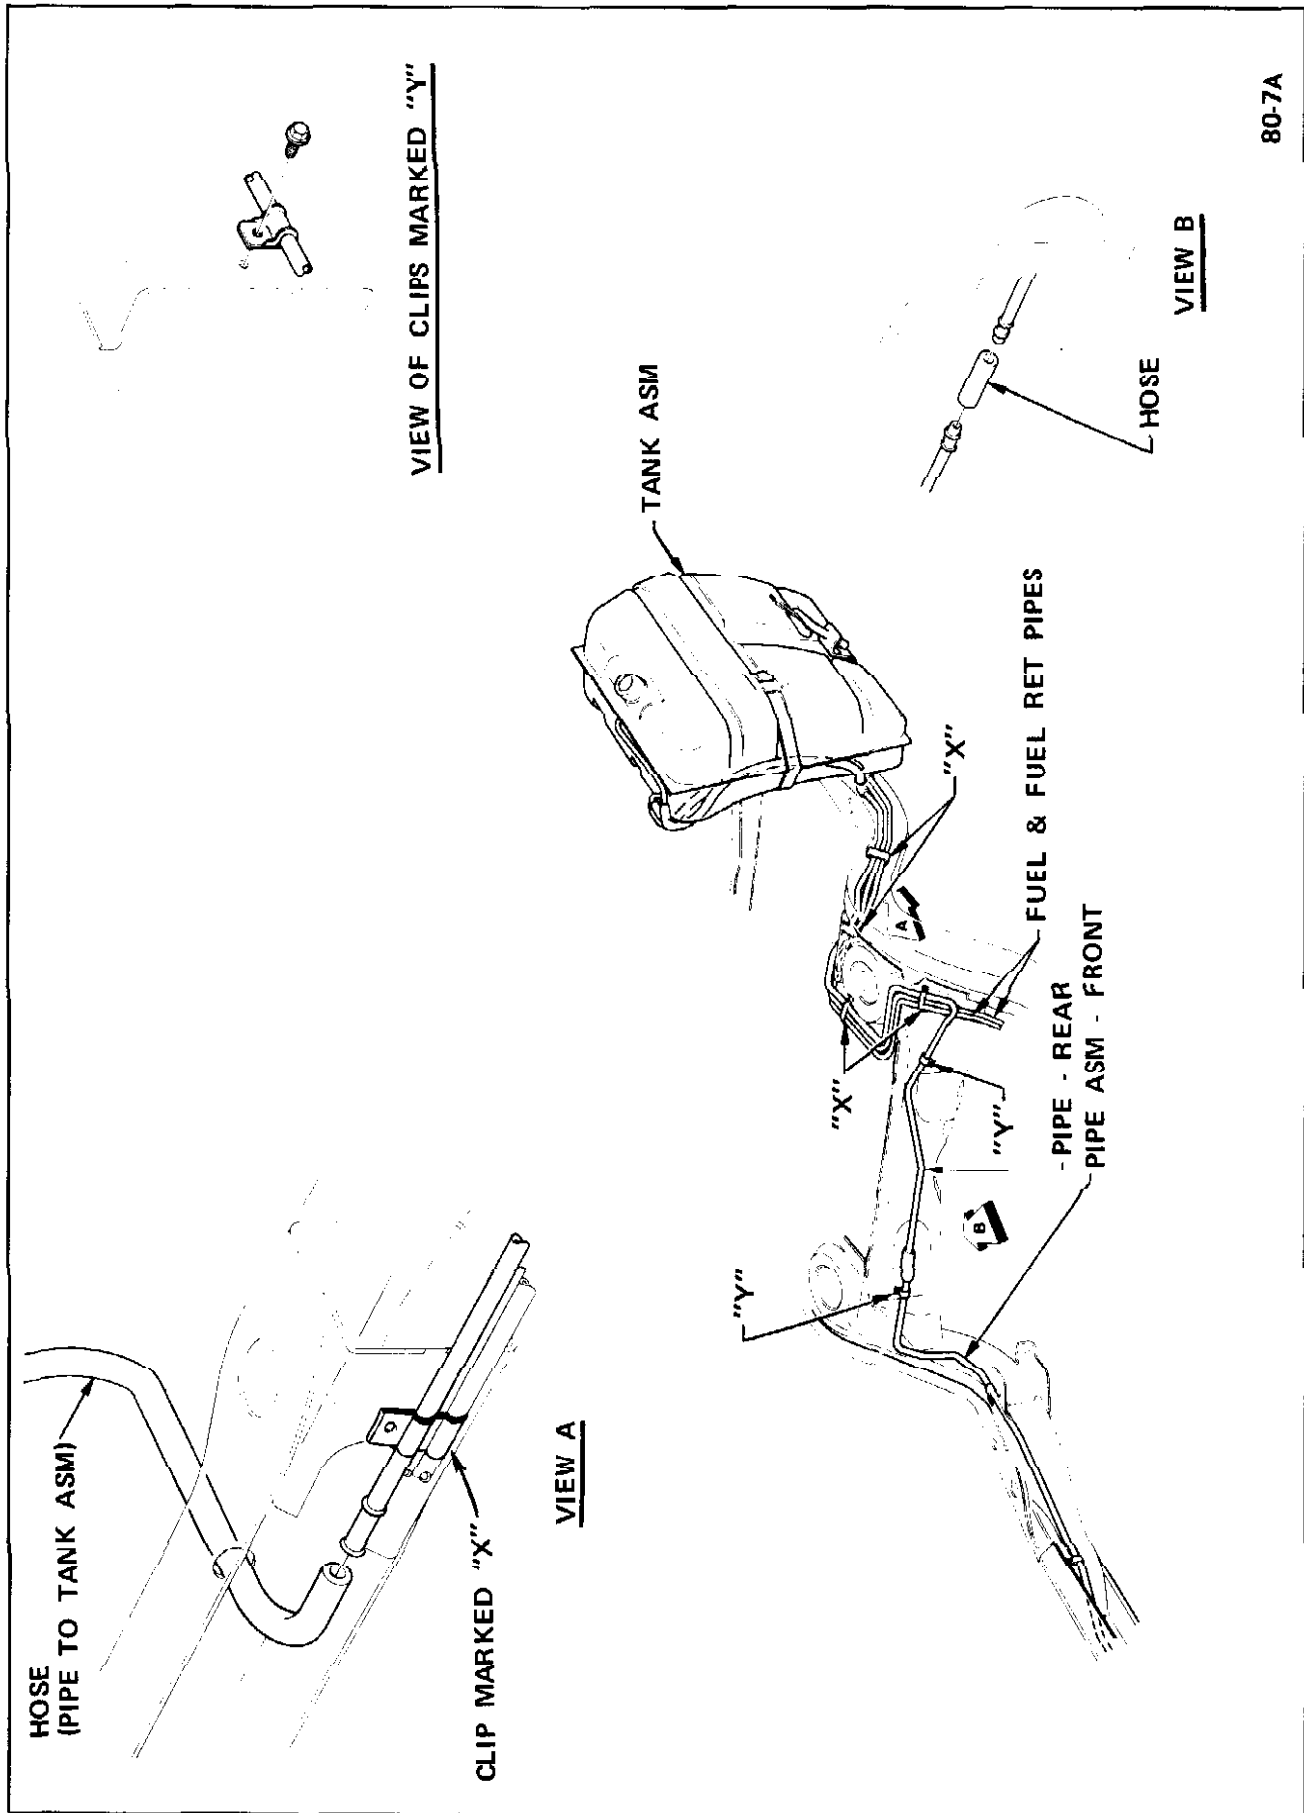 HOSE
(PIPE TO TANK ASM)
CLIP MARKED "X"
VIEW A
VIEW OF CLIPS MARKED "Y"
TANK ASM
"X"
"X"
"Y"
"Y"
A
B
FUEL & FUEL RET PIPES
PIPE - REAR
PIPE ASM - FRONT
HOSE
VIEW B
80-7A